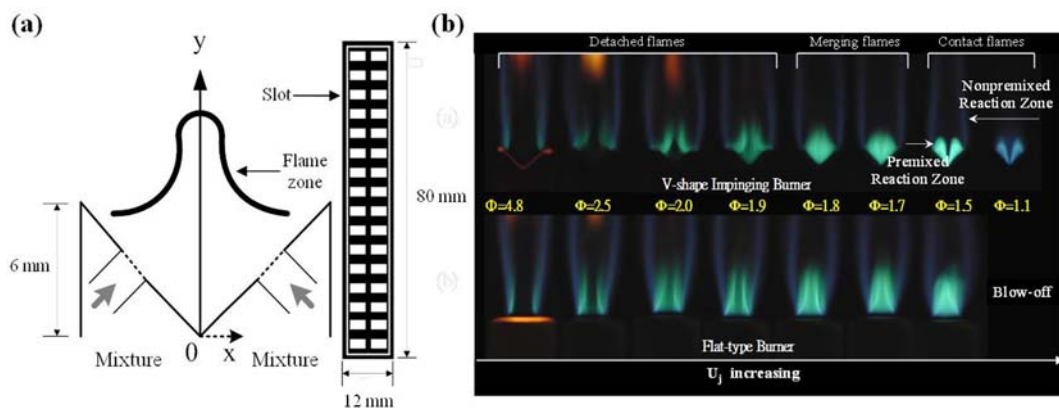 (a)
y
Slot
Flame
zone
80 mm
6 mm
0
x
Mixture
Mixture
12 mm
(b)
Detached flames
Merging flames
Contact flames
Nonpremixed
Reaction Zone
(a)
Premixed
Reaction Zone
V-shape Impinging Burner
Φ=4.8 Φ=2.5 Φ=2.0 Φ=1.9 Φ=1.8 Φ=1.7 Φ=1.5 Φ=1.1
(b)
Blow-off
Flat-type Burner
Uj increasing